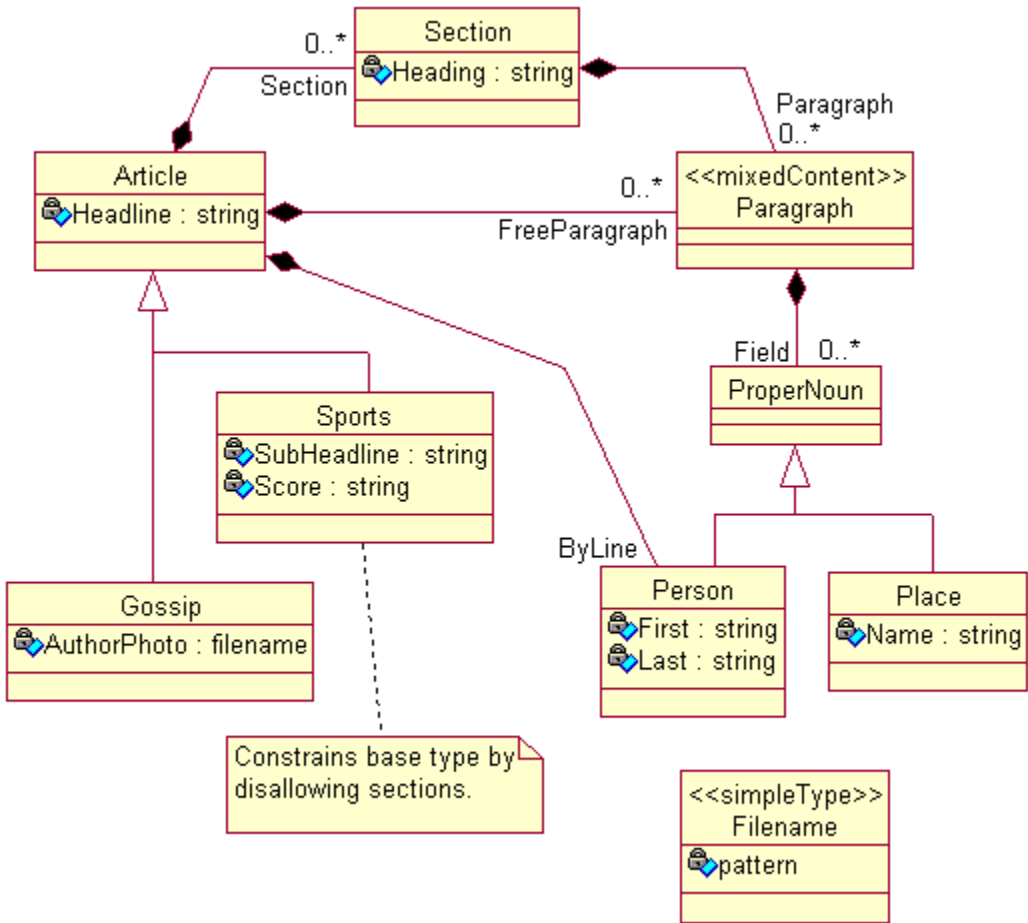 Section
Heading : string
0..*
Section
Paragraph
0..*
Article
Headline : string
<<mixedContent>>
Paragraph
0..*
FreeParagraph
Field
0..*
ProperNoun
Sports
SubHeadline : string
Score : string
ByLine
Gossip
AuthorPhoto : filename
Person
First : string
Last : string
Place
Name : string
Constrains base type by
disallowing sections.
<<simpleType>>
Filename
pattern